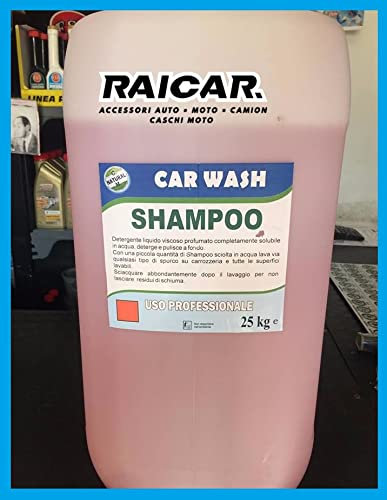 RAICAR.
ACCESSORI AUTO - MOTO - CAMION
CASCHI MOTO
LINEA
NATURAL
CAR WASH
SHAMPOO
Detergente liquido viscoso profumato completamente solubile
in acqua, deterge e pulisce a fondo.
Con una piccola quantità di Shampoo sciolta in acqua lava via
qualsiasi tipo di sporco su carrozzeria e tutte le superfici
lavabili.
Sciacquare abbondantemente dopo il lavaggio per non
lasciare residui di schiuma.
USO PROFESSIONALE
25 kg e